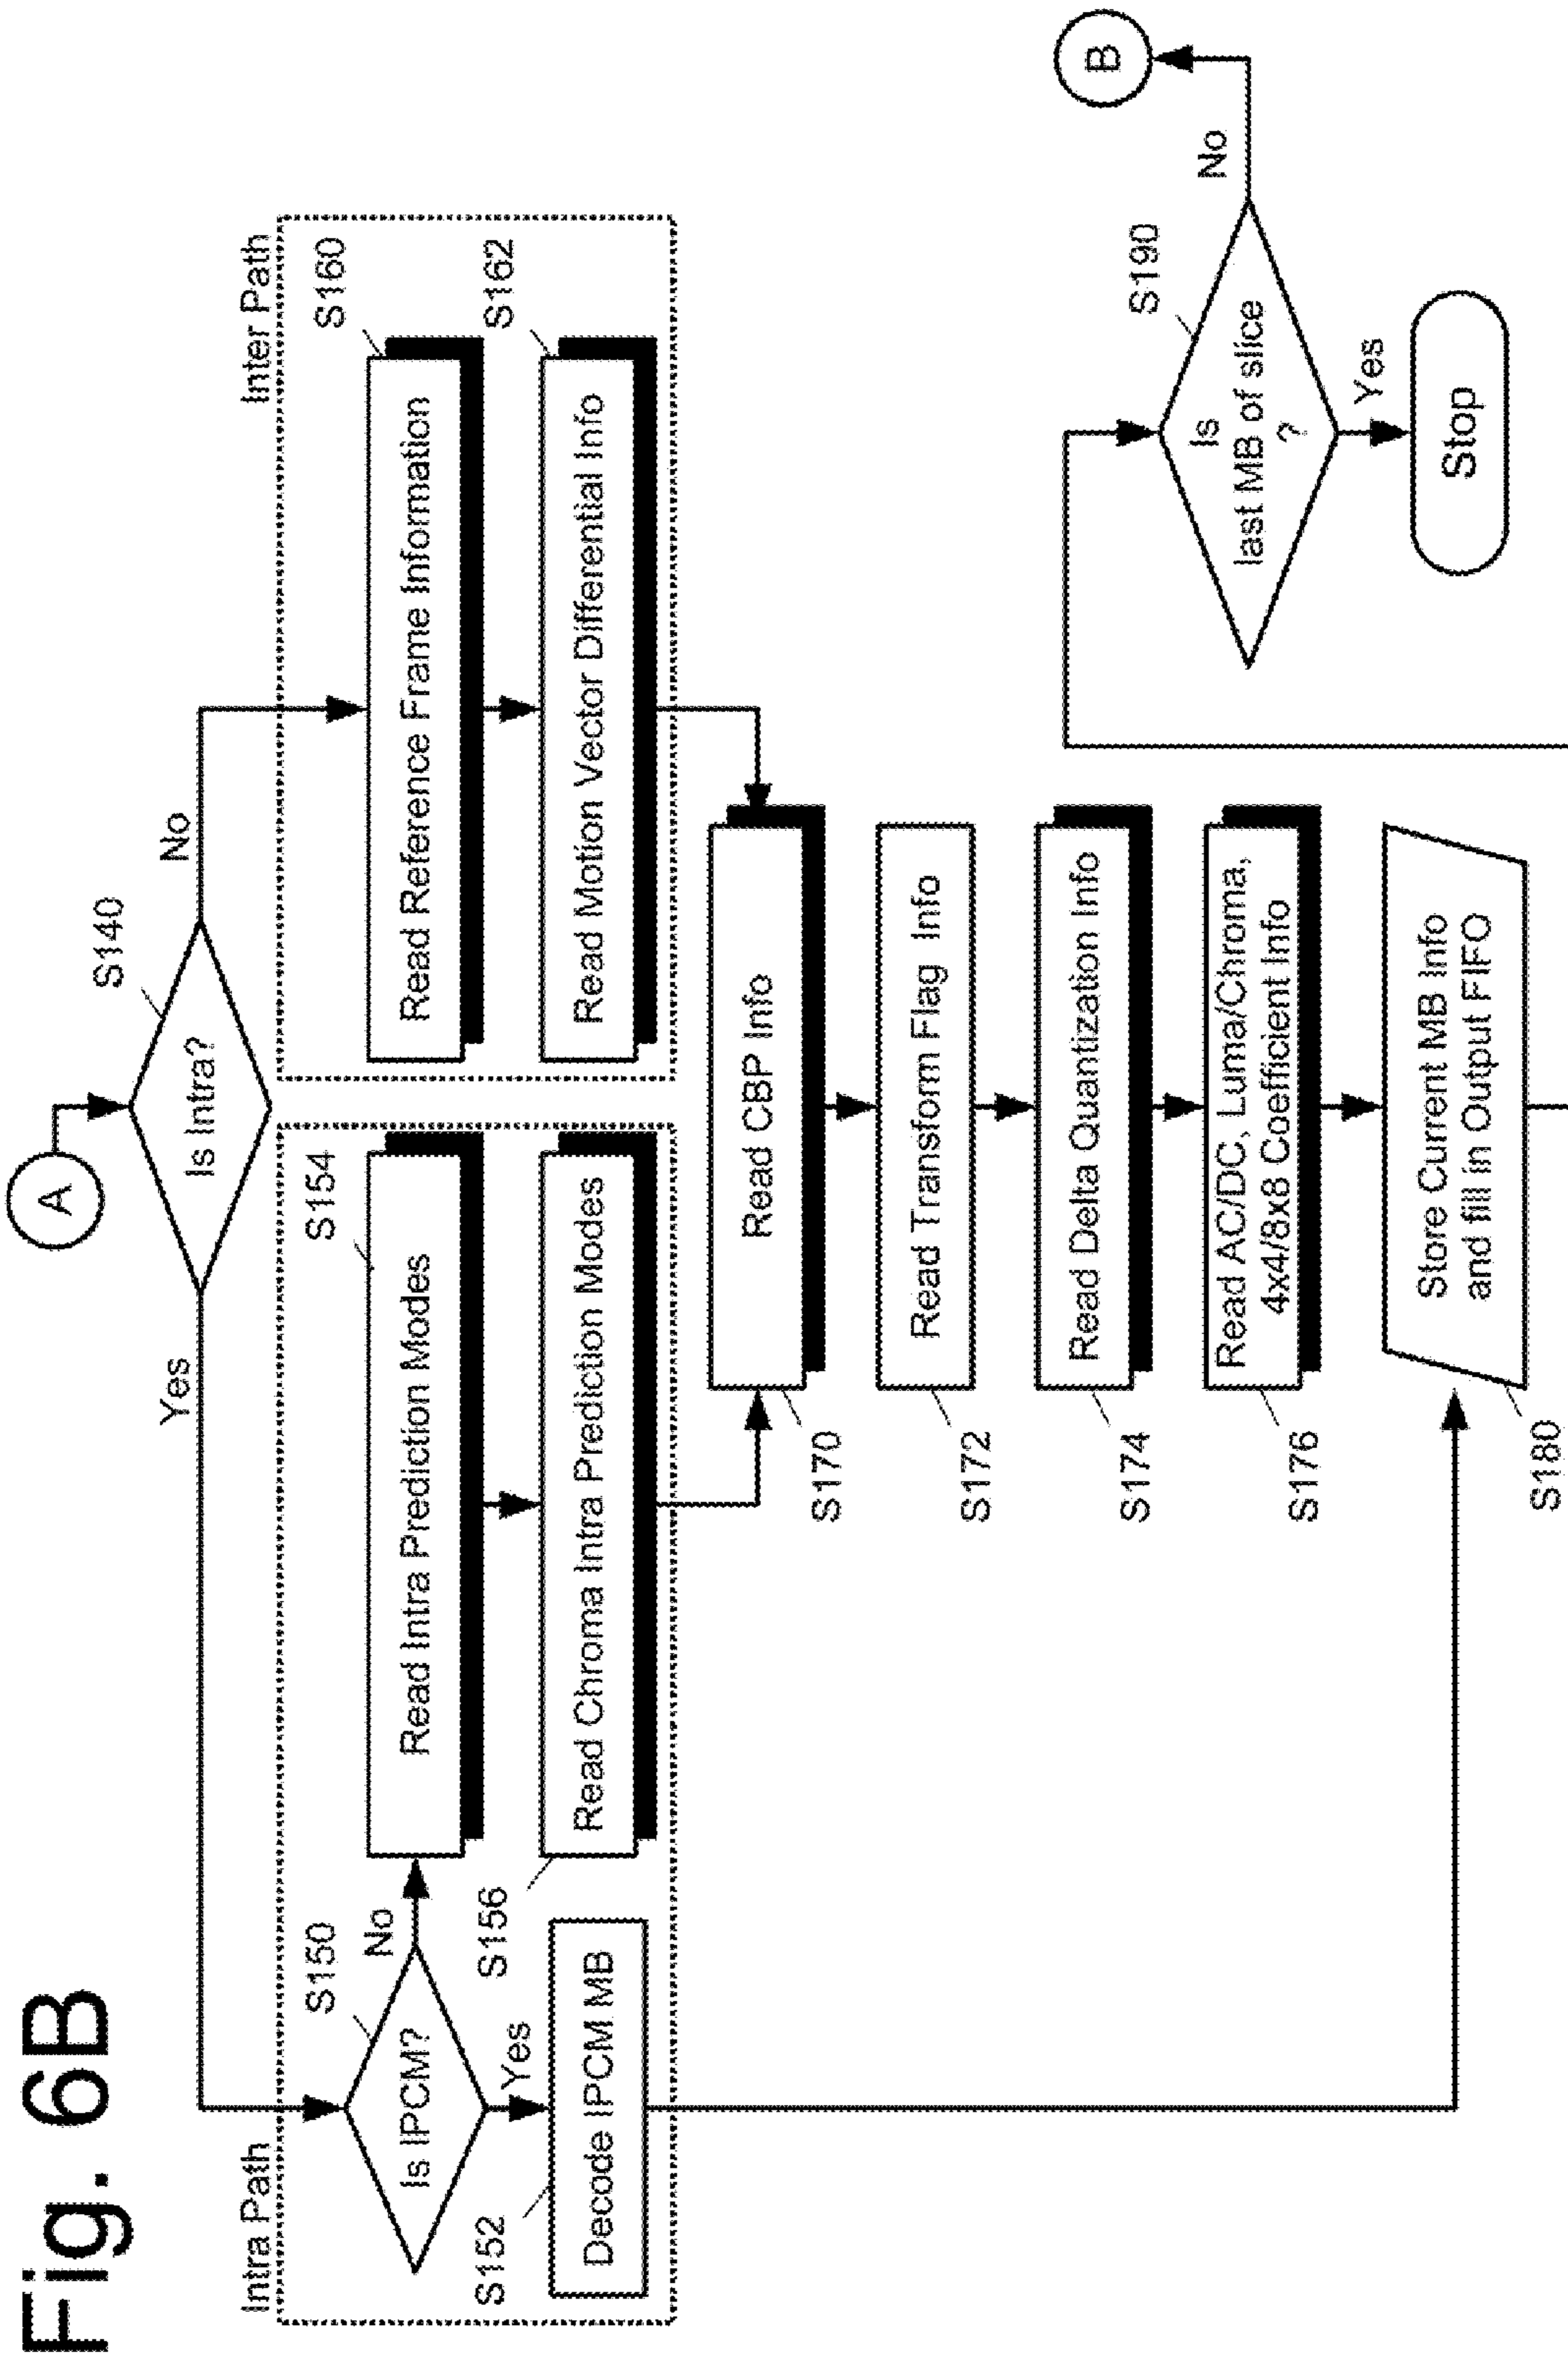 Fig. 6B
A
S140
Is Intra?
Yes
No
Intra Path
Inter Path
S150
Is IPCM?
No
Yes
S152
Decode IPCM MB
S154
Read Intra Prediction Modes
S156
Read Chroma Intra Prediction Modes
S160
Read Reference Frame Information
S162
Read Motion Vector Differential Info
S170
Read CBP Info
S172
Read Transform Flag Info
S174
Read Delta Quantization Info
S176
Read AC/DC, Luma/Chroma,
4x4/8x8 Coefficient Info
S180
Store Current MB Info
and fill in Output FIFO
S190
Is
last MB of slice
?
No
B
Yes
Stop